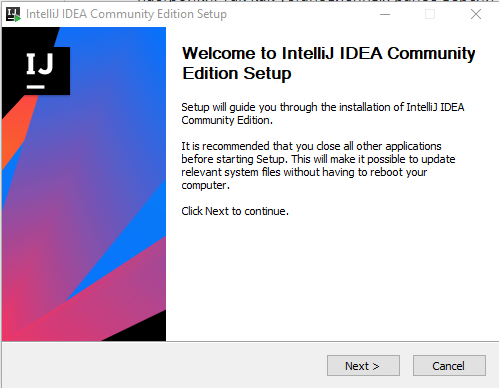 IntelliJ IDEA Community Edition Setup
IJ
Welcome to IntelliJ IDEA Community
Edition Setup
Setup will guide you through the installation of IntelliJ IDEA
Community Edition.
It is recommended that you close all other applications
before starting Setup. This will make it possible to update
relevant system files without having to reboot your
computer.
Click Next to continue.
Next >
Cancel